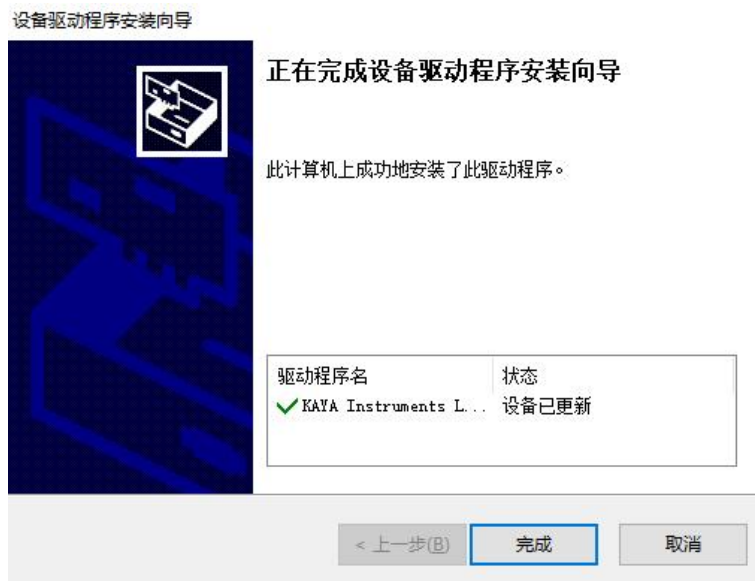 设备驱动程序安装向导
正在完成设备驱动程序安装向导
此计算机上成功地安装了此驱动程序。
驱动程序名 状态
KAYA Instruments L... 设备已更新
< 上一步(B) 完成 取消